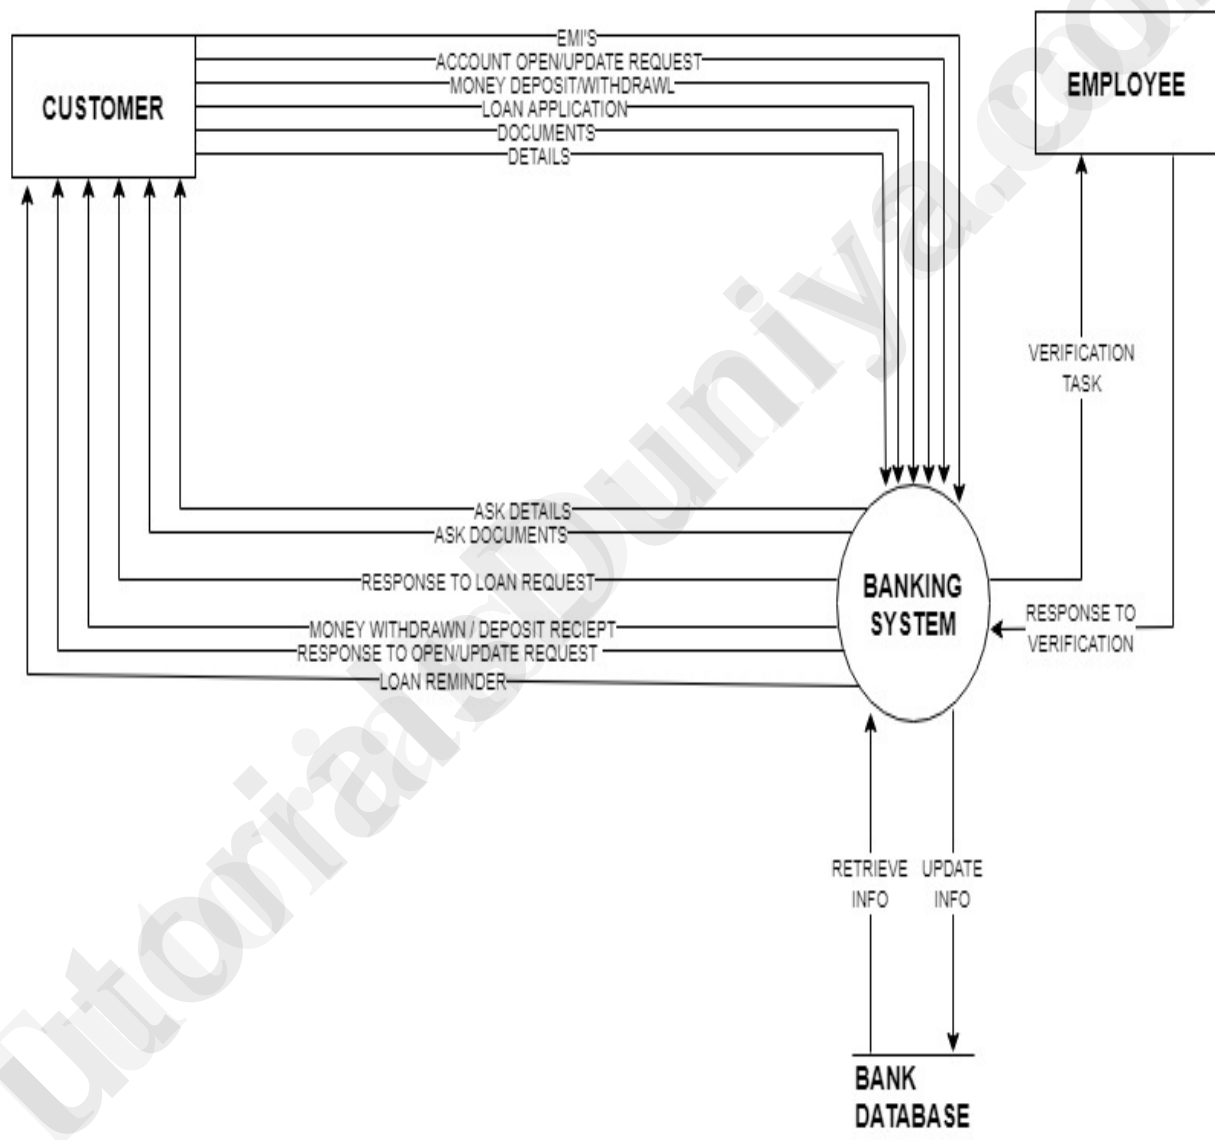 EMI'S
ACCOUNT OPEN/UPDATE REQUEST
MONEY DEPOSIT/WITHDRAWL
LOAN APPLICATION
DOCUMENTS
DETAILS
CUSTOMER
EMPLOYEE
VERIFICATION
TASK
ASK DETAILS
ASK DOCUMENTS
RESPONSE TO LOAN REQUEST
MONEY WITHDRAWN / DEPOSIT RECIEPT
RESPONSE TO OPEN/UPDATE REQUEST
LOAN REMINDER
BANKING
SYSTEM
RESPONSE TO
VERIFICATION
RETRIEVE
INFO
UPDATE
INFO
BANK
DATABASE
utorialsDuniya.com